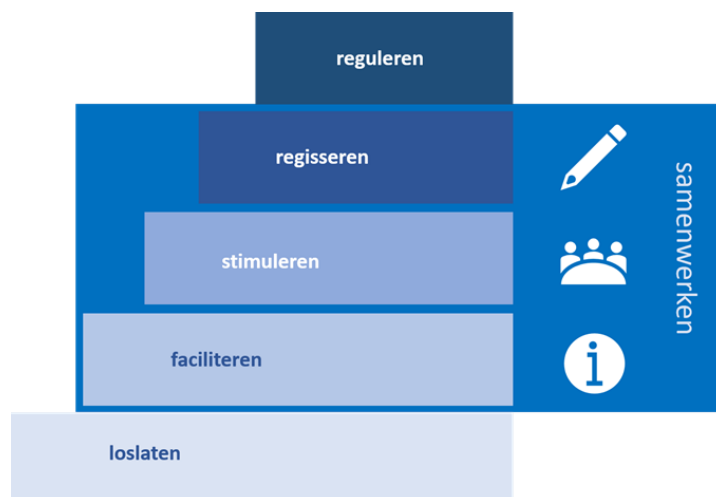 reguleren
regisseren
stimuleren
faciliteren
loslaten
samenwerken